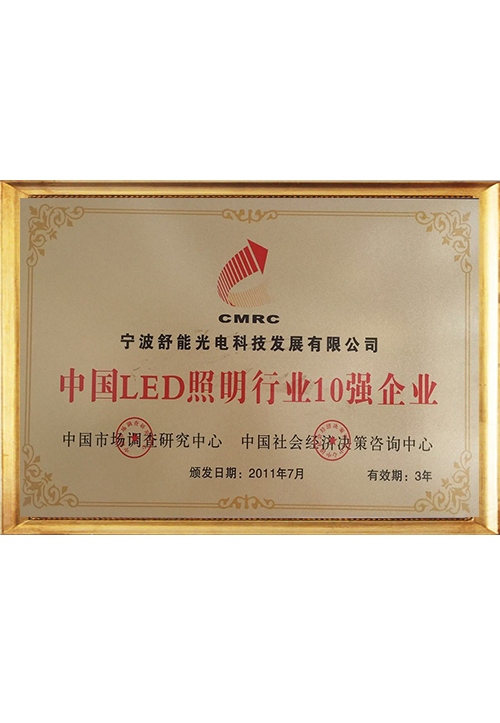 CMRC
宁波舒能光电科技发展有限公司
中国LED照明行业10强企业
中国市场调查研究中心 中国社会经济决策咨询中心
颁发日期：2011年7月 有效期：3年